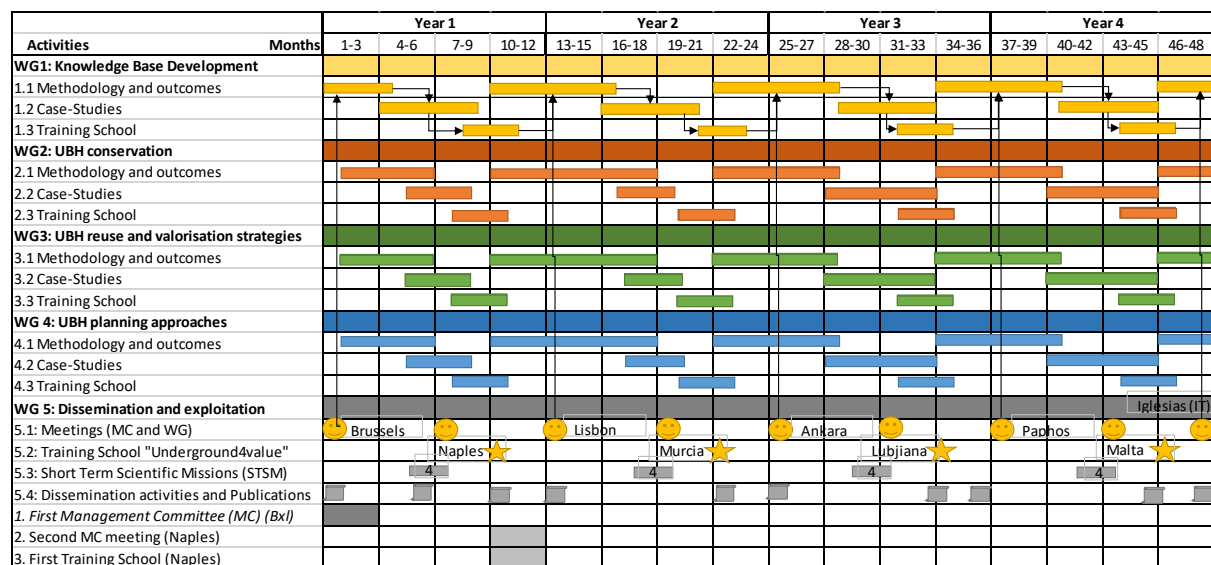 Year 1 Year 2 Year 3 Year 4
Activities Months 1-3 4-6 7-9 10-12 13-15 16-18 19-21 22-24 25-27 28-30 31-33 34-36 37-39 40-42 43-45 46-48
WG1: Knowledge Base Development
1.1 Methodology and outcomes
1.2 Case-Studies
1.3 Training School
WG2: UBH conservation
2.1 Methodology and outcomes
2.2 Case-Studies
2.3 Training School
WG3: UBH reuse and valorisation strategies
3.1 Methodology and outcomes
3.2 Case-Studies
3.3 Training School
WG 4: UBH planning approaches
4.1 Methodology and outcomes
4.2 Case-Studies
4.3 Training School
WG 5: Dissemination and exploitation Iglesias (IT)
5.1: Meetings (MC and WG) Brussels Lisbon Ankara Paphos
5.2: Training School "Underground4value" Naples Murcia Lubjiana Malta
5.3: Short Term Scientific Missions (STSM) 4 4 4 4
5.4: Dissemination activities and Publications
1. First Management Committee (MC) (Bxl)
2. Second MC meeting (Naples)
3. First Training School (Naples)